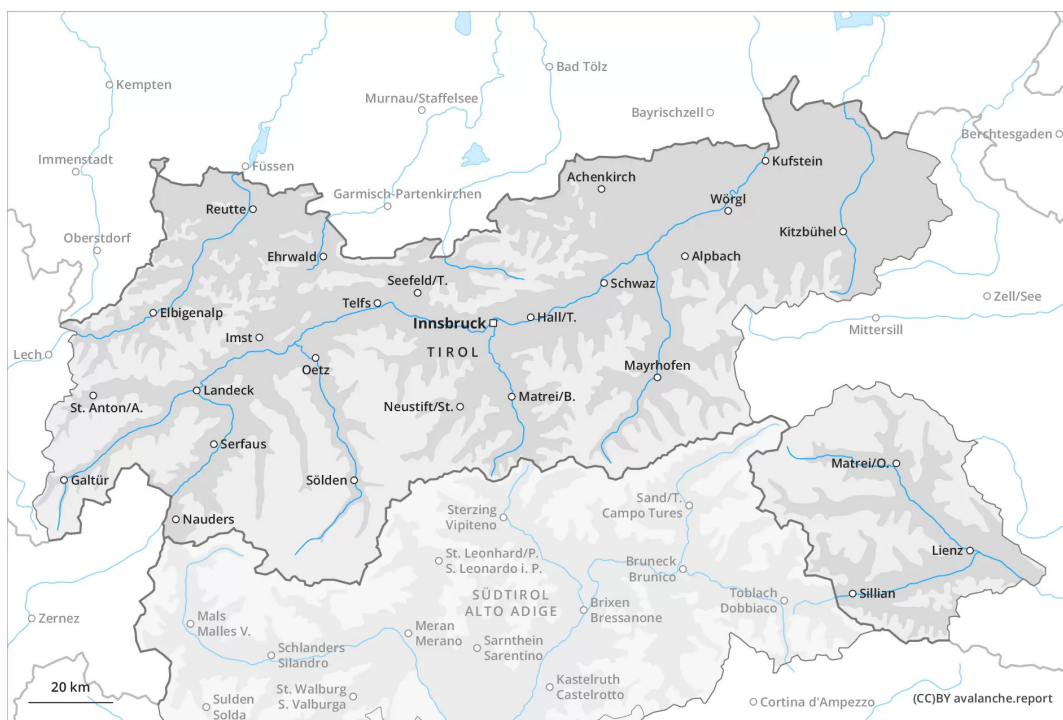 Kempten
Bad Tölz
Murnau/Staffelsee
Bayrischzell
Berchtesgaden
Immenstadt
Füssen
Kufstein
Achenkirch
Garmisch-Partenkirchen
Reutte
Wörgl
Oberstdorf
Kitzbühel
Ehrwald
Alpbach
Seefeld/T.
Schwaz
Zell/See
Telfs
Elbigenalp
Hall/T.
Innsbruck
Mittersill
Imst
TIROL
Lech
Oetz
Mayrhofen
Landeck
St. Anton/A.
Neustift/St.
Matrei/B.
Serfaus
Matrei/O.
Galtür
Sölden
Sand/T.
Campo Tures
Sterzing
Vipiteno
Nauders
St. Leonhard/P.
S. Leonardo i. P.
Lienz
Bruneck
Brunico
SÜDTIROL
ALTO ADIGE
Sillian
Toblach
Dobbiaco
Brixen
Bressanone
Zernez
Mals
Malles V.
Meran
Merano
Sarnthein
Sarentino
Schlanders
Silandro
20 km
St. Walburg
S. Valburga
Kastelruth
Castelrotto
Sulden
Solda
Cortina d'Ampezzo
(CC)BY avalanche.report